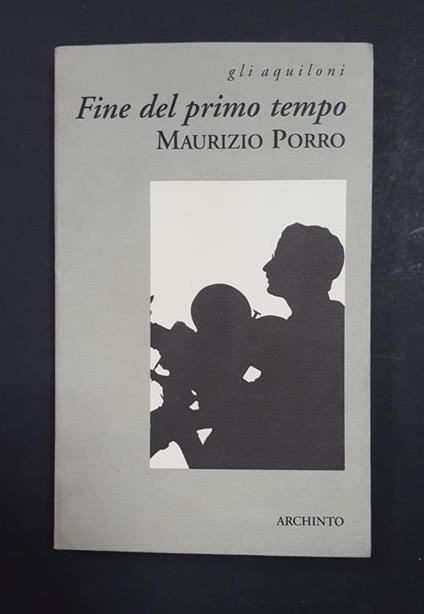 gli aquiloni
Fine del primo tempo
MAURIZIO PORRO
ARCHINTO